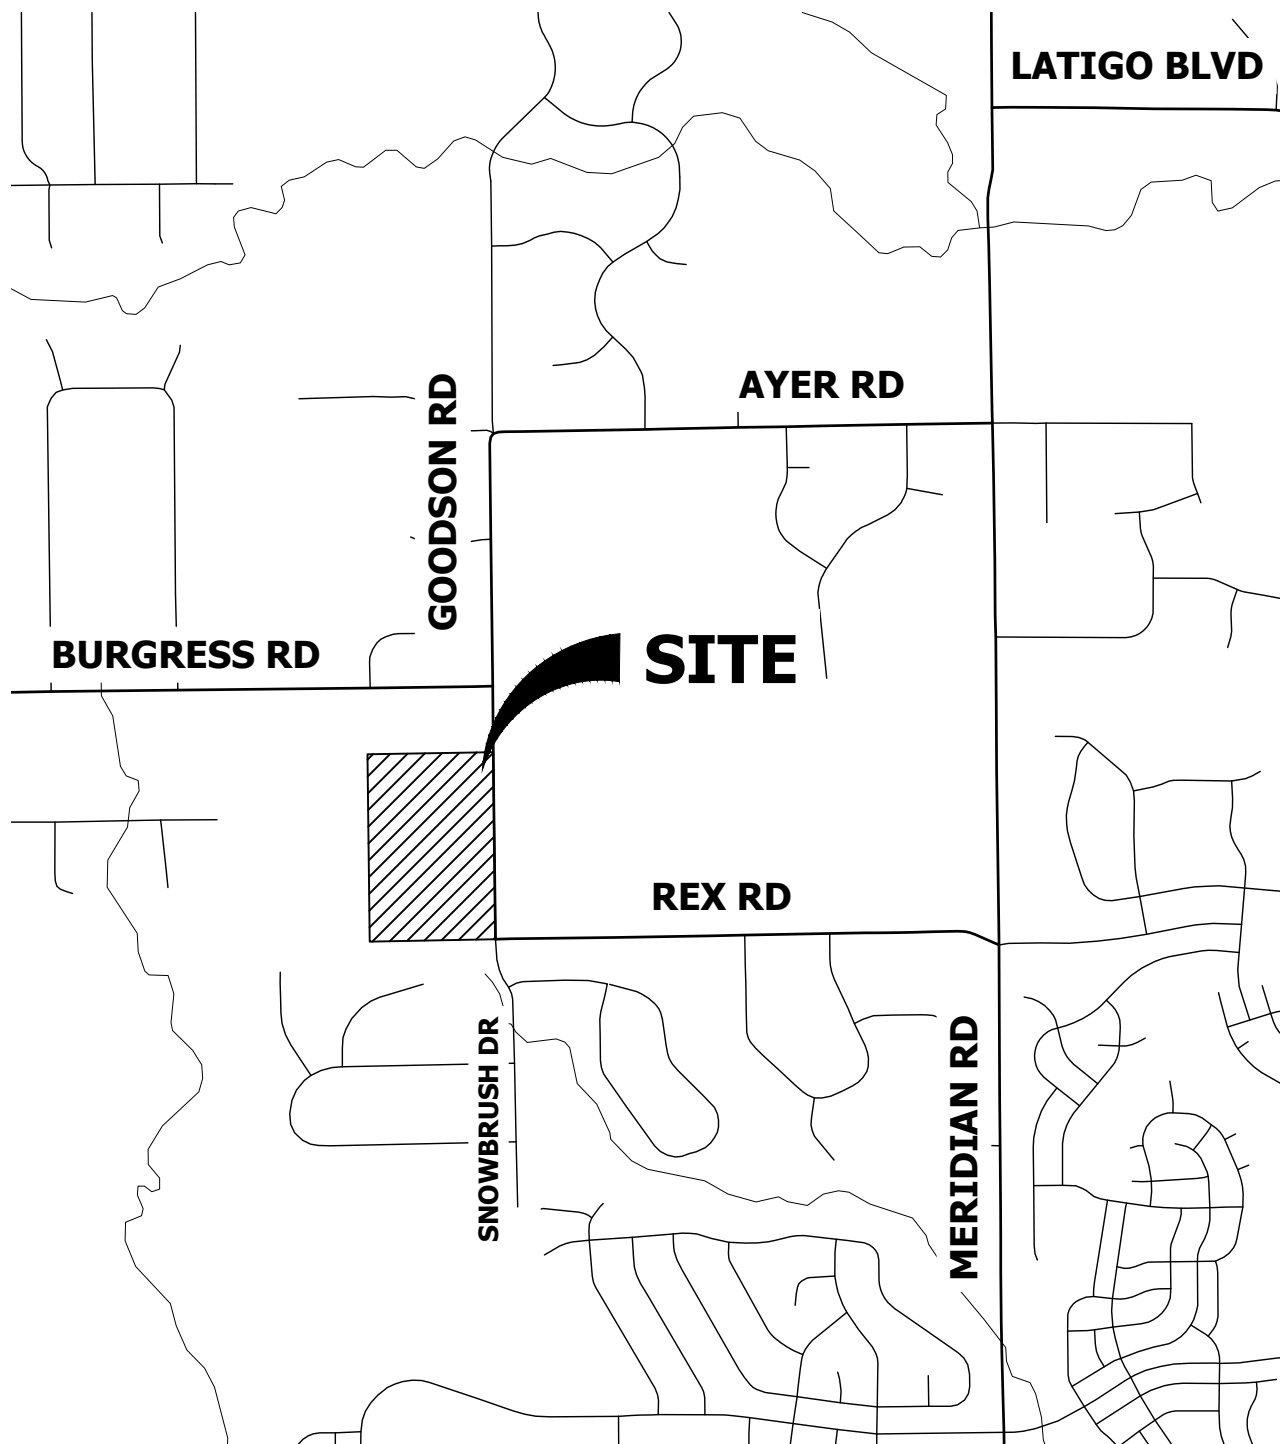 LATIGO BLVD
AYER RD
GOODSON RD
BURGRESS RD
SITE
REX RD
SNOWBRUSH DR
MERIDIAN RD